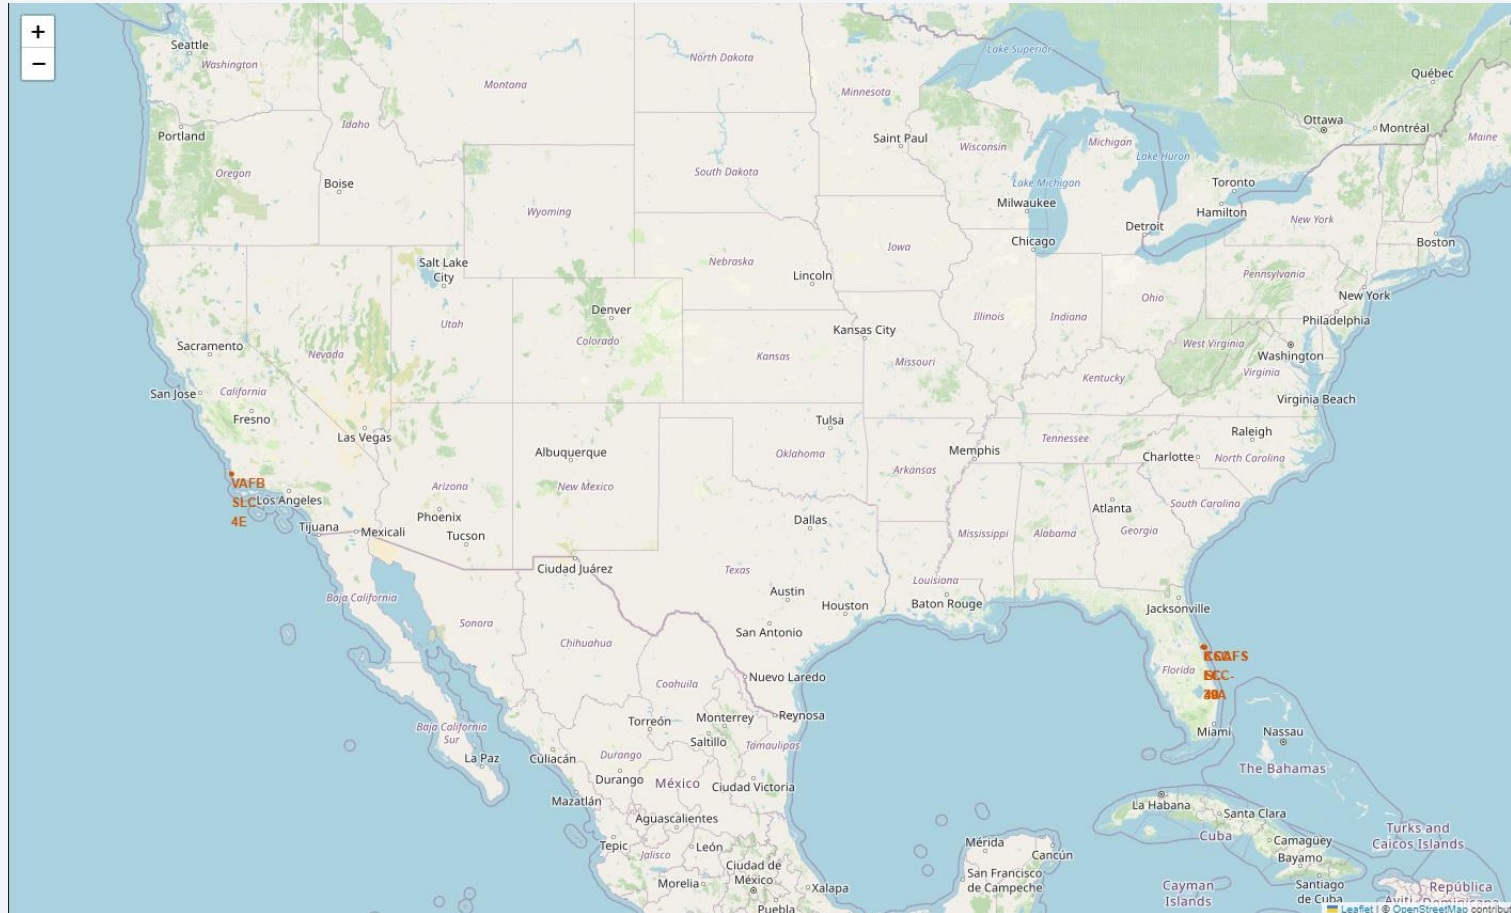 +
Seattle
Washington
North Dakota
Lake Superior
Québec
Montana
Minnesota
Ottawa
Montréal
Portland
Idaho
Saint Paul
Wisconsin
Michigan
Maine
Lake Huron
Oregon
Boise
South Dakota
Lake Michigan
Toronto
Wyoming
Milwaukee
Hamilton
New York
Detroit
Chicago
Iowa
Boston
Salt Lake
City
Nebraska
Lincoln
Pennsylvania
New York
Denver
Ohio
Utah
Illinois
Indiana
Philadelphia
Sacramento
Nevada
Colorado
Kansas City
Kansas
Missouri
West Virginia
Washington
Virginia
San Jose
California
Kentucky
Virginia Beach
Fresno
Las Vegas
Tulsa
Tennessee
Raleigh
Albuquerque
Oklahoma
Memphis
Charlotte
North Carolina
Arkansas
VAFB
SLC-
4E
Los Angeles
Arizona
New Mexico
South Carolina
Atlanta
Phoenix
Dallas
Tijuana
Mexicali
Tucson
Mississippi
Alabama
Georgia
Ciudad Juárez
Texas
Louisiana
Austin
Baja California
Houston
Baton Rouge
Jacksonville
Sonora
San Antonio
Chihuahua
Florida
Coahuila
Nuevo Laredo
Torreón
Monterrey
Reynosa
Baja California
Sur
Saltillo
Tamaulipas
Miami
Nassau
La Paz
Culiacán
Durango
Durango
México
Ciudad Victoria
The Bahamas
Mazatlán
La Habana
Santa Clara
Aguascalientes
Turks and
Caicos Islands
Cuba
Camagüey
Tepic
León
Jalisco
Mérida
Cancún
Bayamo
Ciudad de
México
San Francisco
de Campeche
Morelia
Xalapa
Cayman
Islands
Santiago
de Cuba
República
Puebla
Leaflet | © OpenStreetMap